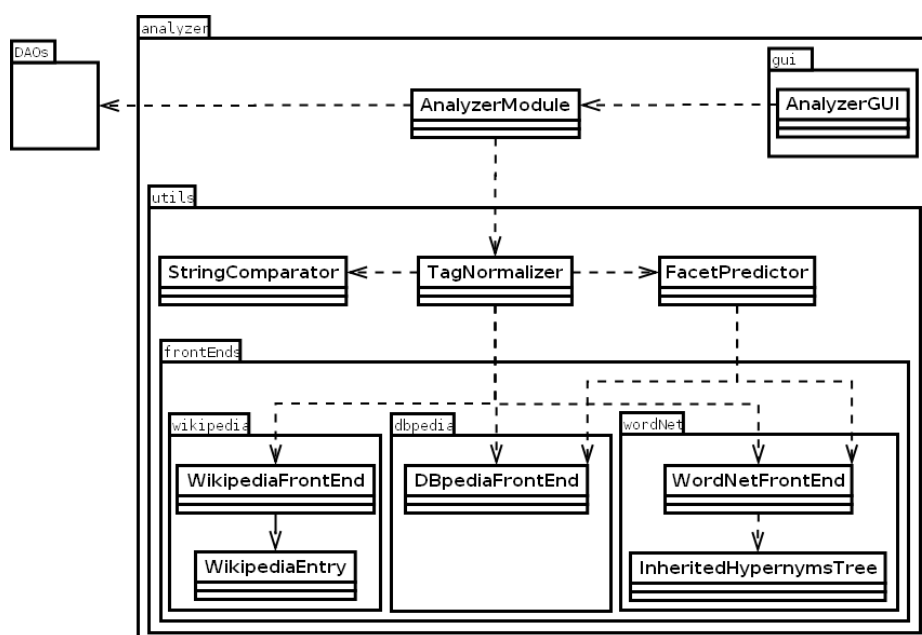 analyzer
DAOs
gui
AnalyzerModule
AnalyzerGUI
utils
StringComparator
TagNormalizer
FacetPredictor
frontEnds
wikipedia
dbpedia
wordNet
WikipediaFrontEnd
DBpediaFrontEnd
WordNetFrontEnd
WikipediaEntry
InheritedHypernymsTree